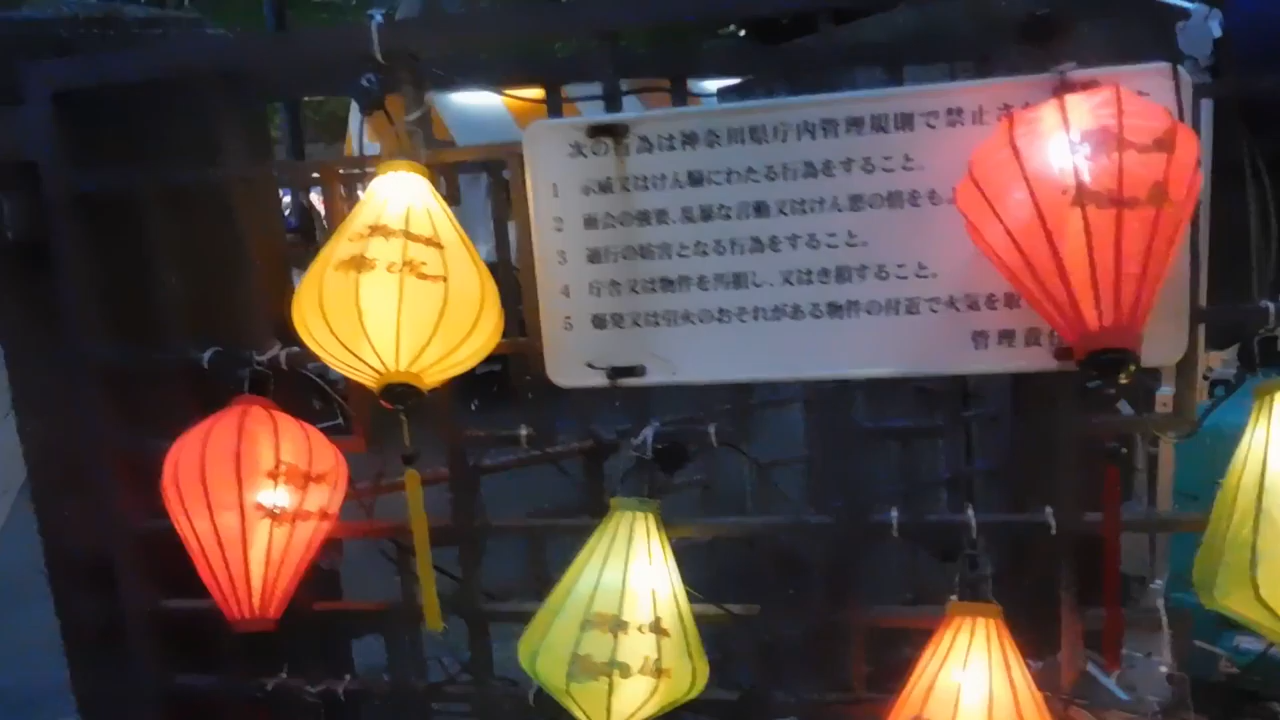 次の行為は神奈川県庁内管理規則で禁止さ
1 示威又はけん騒にわたる行為をすること。
2 面会の強要、乱暴な言動又はけん悪の情をもよ
3 通行の妨害となる行為をすること。
4 庁舎又は物件を汚損し、又はき損すること。
5 爆発又は引火のおそれがある物件の付近で火気を取
管理責任